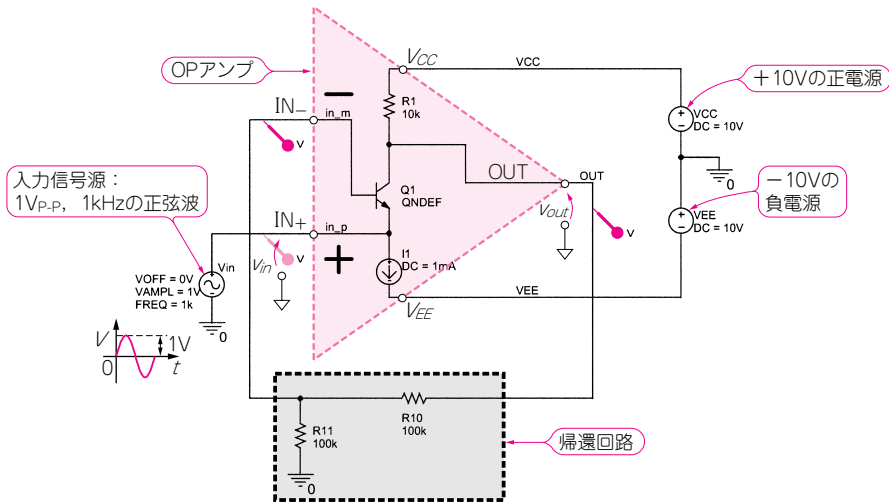 OPアンプ
VCC
VCC
＋10Vの正電源
R1
10k
VCC
DC = 10V
IN−
in_m
−
V
OUT
OUT
0
入力信号源：
1VP-P，1kHzの正弦波
Q1
QNDEF
−10Vの
負電源
IN+
in_p
+
V
vin
vout
V
VEE
DC = 10V
I1
DC = 1mA
Vin
VOFF = 0V
VAMPL = 1V
FREQ = 1k
0
VEE
VEE
V
1V
0
t
R10
100k
R11
100k
0
帰還回路